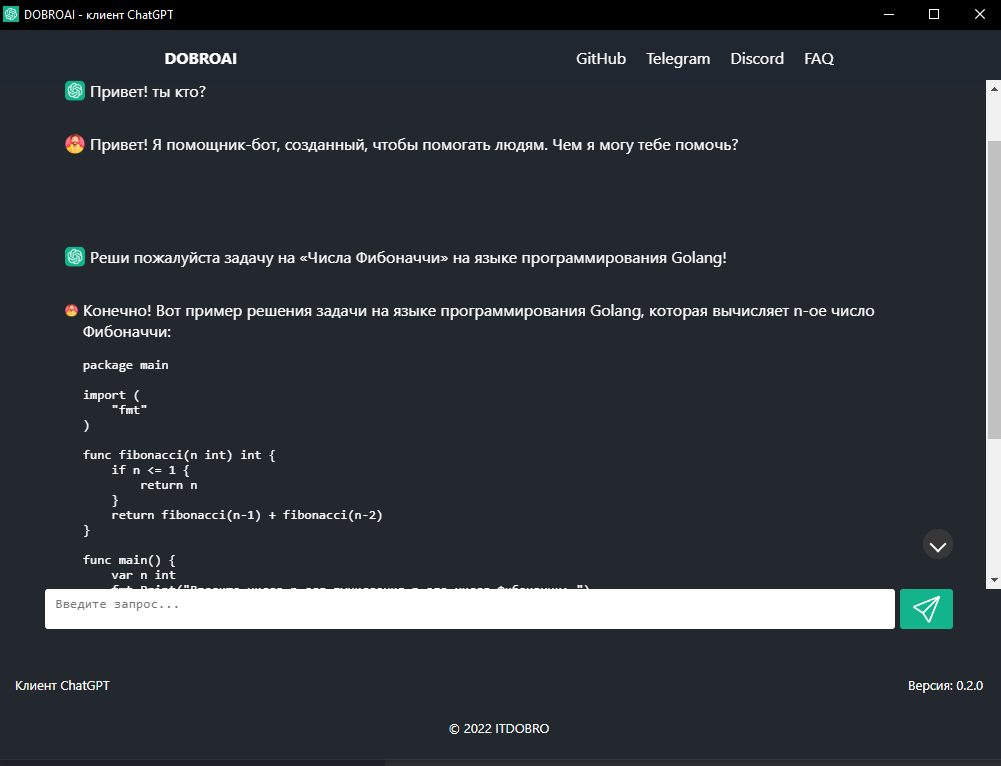 DOBROAI - клиент ChatGPT
DOBROAI GitHub Telegram Discord FAQ
Привет! ты кто?
Привет! Я помощник-бот, созданный, чтобы помогать людям. Чем я могу тебе помочь?
Реши пожалуйста задачу на «Числа Фибоначчи» на языке программирования Golang!
Конечно! Вот пример решения задачи на языке программирования Golang, которая вычисляет n-ое число
Фибоначчи:
package main
import (
    "fmt"
)
func fibonacci(n int) int {
    if n <= 1 {
        return n
    }
    return fibonacci(n-1) + fibonacci(n-2)
}
func main() {
    var n int
Введите запрос...
Клиент ChatGPT Версия: 0.2.0
© 2022 ITDOBRO